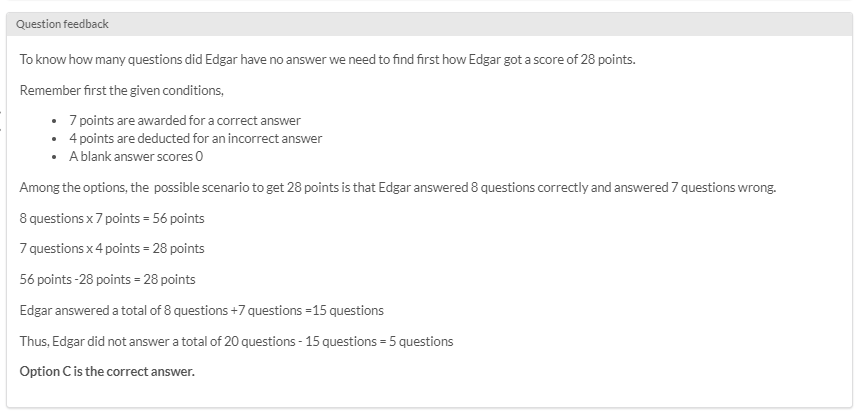 Question feedback
To know how many questions did Edgar have no answer we need to find first how Edgar got a score of 28 points.
Remember first the given conditions,
• 7 points are awarded for a correct answer
• 4 points are deducted for an incorrect answer
• A blank answer scores 0
Among the options, the possible scenario to get 28 points is that Edgar answered 8 questions correctly and answered 7 questions wrong.
8 questions x 7 points = 56 points
7 questions x 4 points = 28 points
56 points -28 points = 28 points
Edgar answered a total of 8 questions +7 questions =15 questions
Thus, Edgar did not answer a total of 20 questions - 15 questions = 5 questions
Option C is the correct answer.